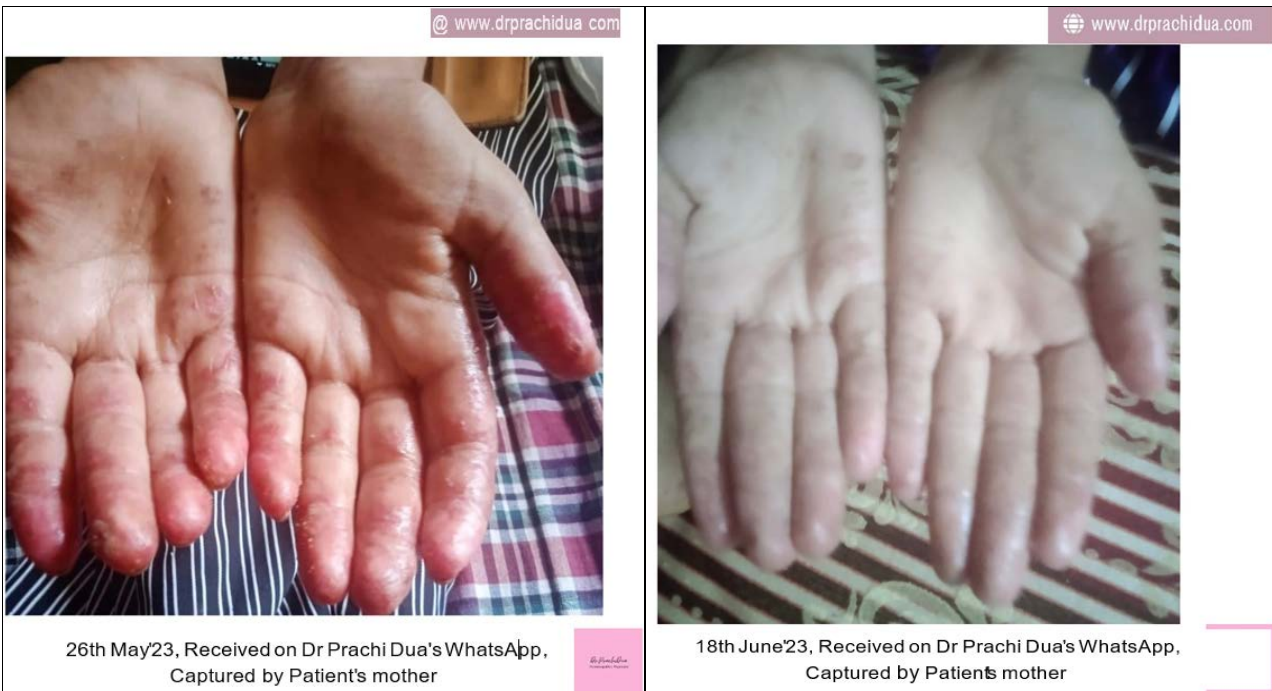 @ www.drprachidua com
www.drprachidua.com
26th May'23, Received on Dr Prachi Dua's WhatsApp,
Captured by Patient's mother
18th June'23, Received on Dr Prachi Dua's WhatsApp,
Captured by Patients mother